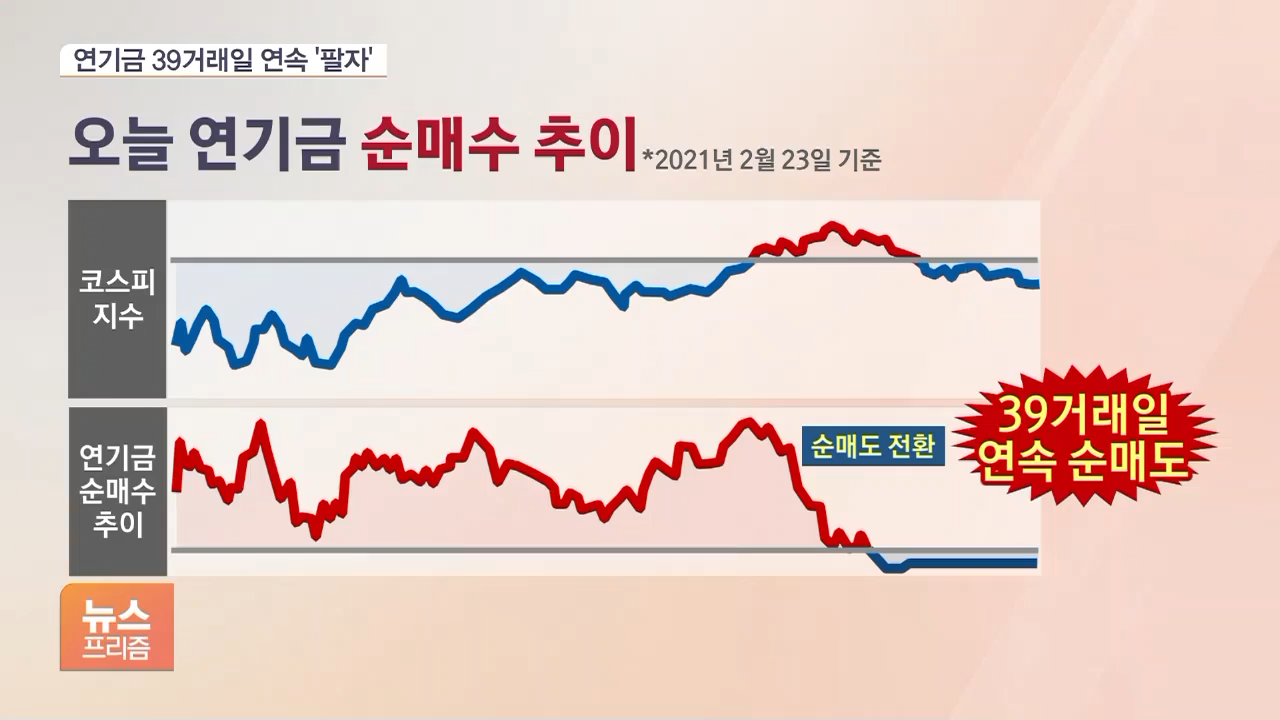 연기금 39거래일 연속 '팔자'
오늘 연기금 순매수 추이 *2021년 2월 23일 기준
코스피
지수
연기금
순매수
추이
순매도 전환
39거래일
연속 순매도
뉴스
프리즘